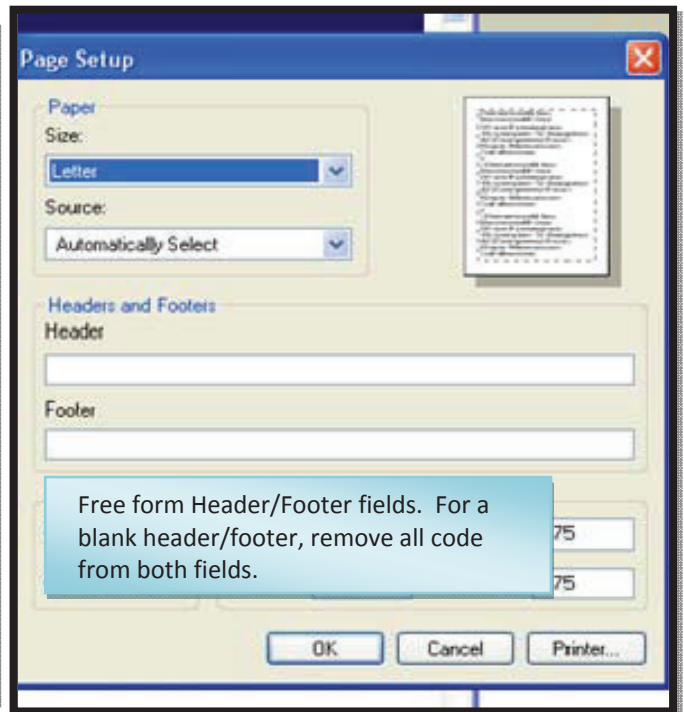 Page Setup
Paper
Size:
Letter
Source:
Automatically Select
Headers and Footers
Header
Footer
Free form Header/Footer fields. For a
blank header/footer, remove all code
from both fields.
75
75
OK
Cancel
Printer...